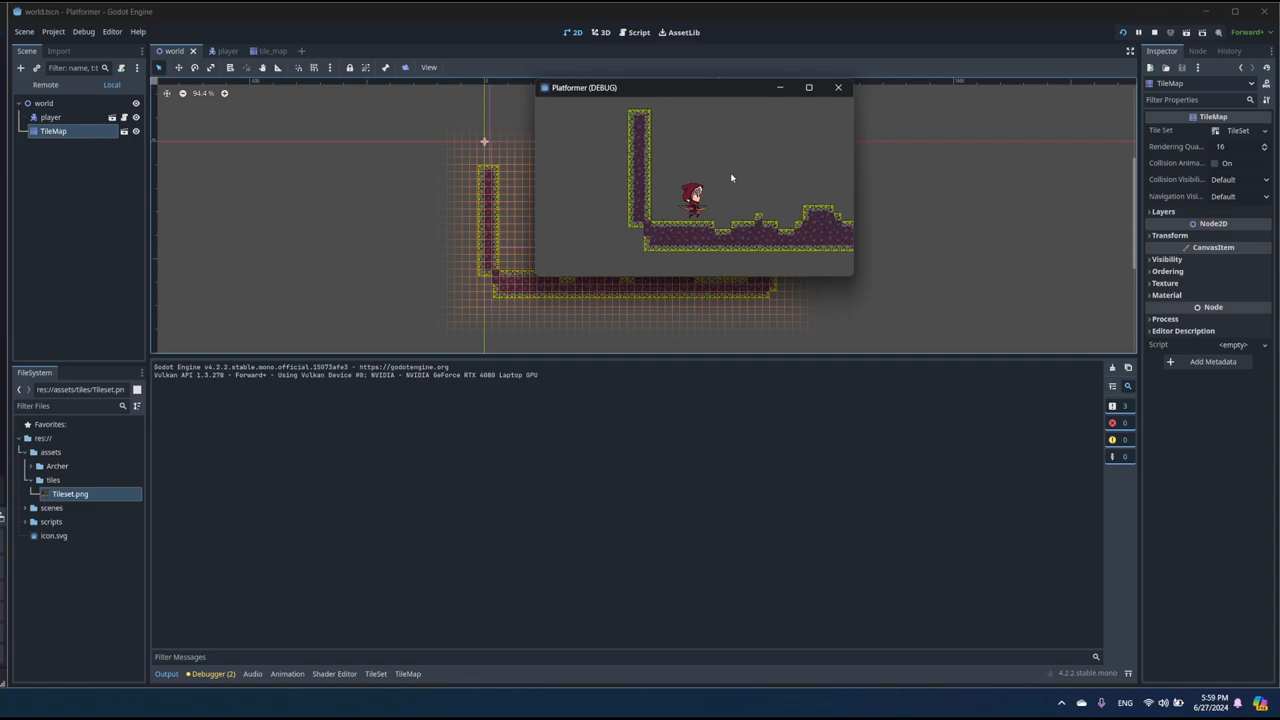 world.tscn - Platformer - Godot Engine
Scene Project Debug Editor Help
2D 3D Script AssetLib
Forward+
Scene Import
world player tile_map
Inspector Node History
Filter: name, t:t
View
Remote Local
94.4 %
TileMap
Filter Properties
world
player
TileMap
Platformer (DEBUG)
TileMap
Tile Set TileSet
Rendering Qua... 16
Collision Anima... On
Collision Visibili... Default
Navigation Vis... Default
Layers
Node2D
Transform
CanvasItem
Visibility
Ordering
Texture
Material
Node
Process
Editor Description
Script <empty>
Add Metadata
FileSystem
res://assets/tiles/Tileset.pn
Filter Files
Favorites:
res://
assets
Archer
tiles
Tileset.png
scenes
scripts
icon.svg
Godot Engine v4.2.2.stable.mono.official.15073afe3 - https://godotengine.org
Vulkan API 1.3.278 - Forward+ - Using Vulkan Device #0: NVIDIA - NVIDIA GeForce RTX 4080 Laptop GPU
3
0
0
0
Filter Messages
Output Debugger (2) Audio Animation Shader Editor TileSet TileMap
4.2.2.stable.mono
ENG
5:59 PM
6/27/2024